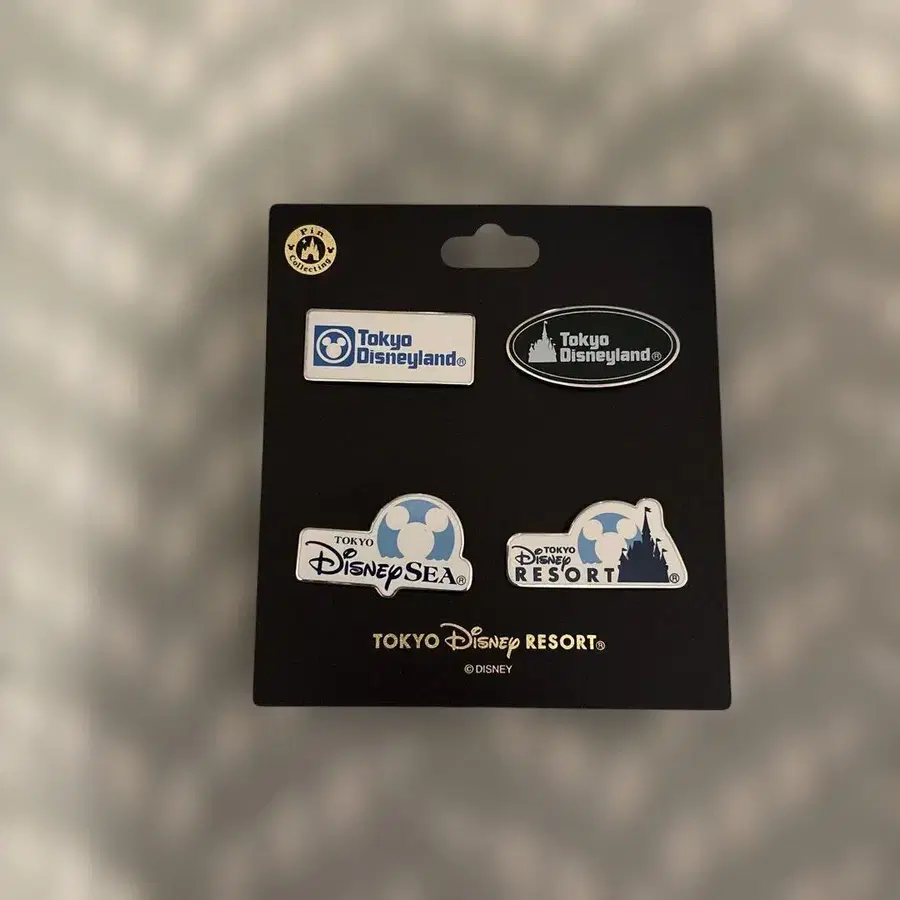 Pin
Collecting
Tokyo
Disneyland®
Tokyo
Disneyland®
TOKYO
DISNEYSEA®
TOKYO
Disney
RESORT®
TOKYO Disney RESORT®
©DISNEY